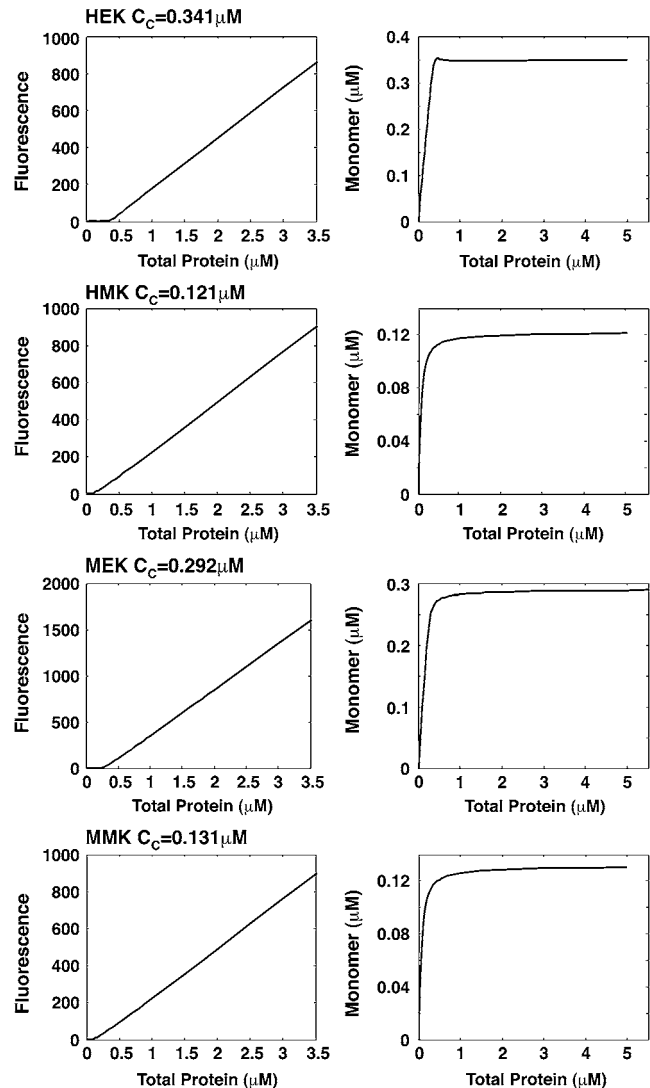 HEK C_C=0.341μM
1000
800
600
400
200
0
Fluorescence
0 0.5 1 1.5 2 2.5 3 3.5
Total Protein (μM)
0.4
0.3
0.2
0.1
0
Monomer (μM)
0 1 2 3 4 5
Total Protein (μM)
HMK C_C=0.121μM
1000
800
600
400
200
0
Fluorescence
0 0.5 1 1.5 2 2.5 3 3.5
Total Protein (μM)
0.12
0.08
0.04
0
Monomer (μM)
0 1 2 3 4 5
Total Protein (μM)
MEK C_C=0.292μM
2000
1500
1000
500
0
Fluorescence
0 0.5 1 1.5 2 2.5 3 3.5
Total Protein (μM)
0.3
0.2
0.1
0
Monomer (μM)
0 1 2 3 4 5
Total Protein (μM)
MMK C_C=0.131μM
1000
800
600
400
200
0
Fluorescence
0 0.5 1 1.5 2 2.5 3 3.5
Total Protein (μM)
0.12
0.08
0.04
0
Monomer (μM)
0 1 2 3 4 5
Total Protein (μM)